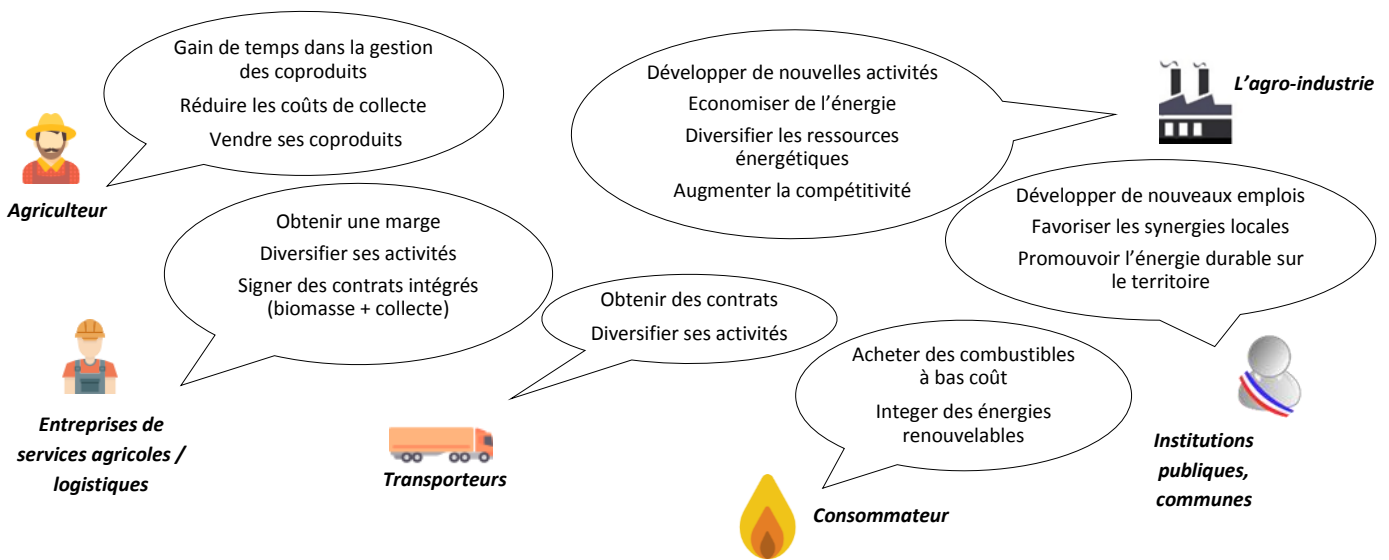 Gain de temps dans la gestion
des coproduits
Réduire les coûts de collecte
Vendre ses coproduits
Agriculteur
Développer de nouvelles activités
Economiser de l'énergie
Diversifier les ressources
énergétiques
Augmenter la compétitivité
L'agro-industrie
Obtenir une marge
Diversifier ses activités
Signer des contrats intégrés
(biomasse + collecte)
Entreprises de
services agricoles /
logistiques
Obtenir des contrats
Diversifier ses activités
Transporteurs
Développer de nouveaux emplois
Favoriser les synergies locales
Promouvoir l'énergie durable sur
le territoire
Institutions
publiques,
communes
Acheter des combustibles
à bas coût
Integer des énergies
renouvelables
Consommateur